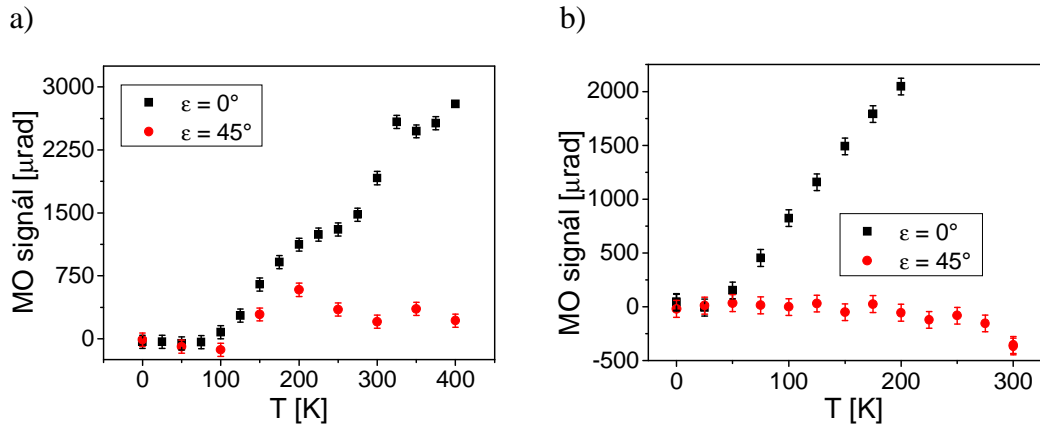 a)
3000
2250
1500
750
0
MO signál [μrad]
ε = 0°
ε = 45°
0
100
200
300
400
T [K]
b)
2000
1500
1000
500
0
-500
MO signál [μrad]
ε = 0°
ε = 45°
0
100
200
300
T [K]